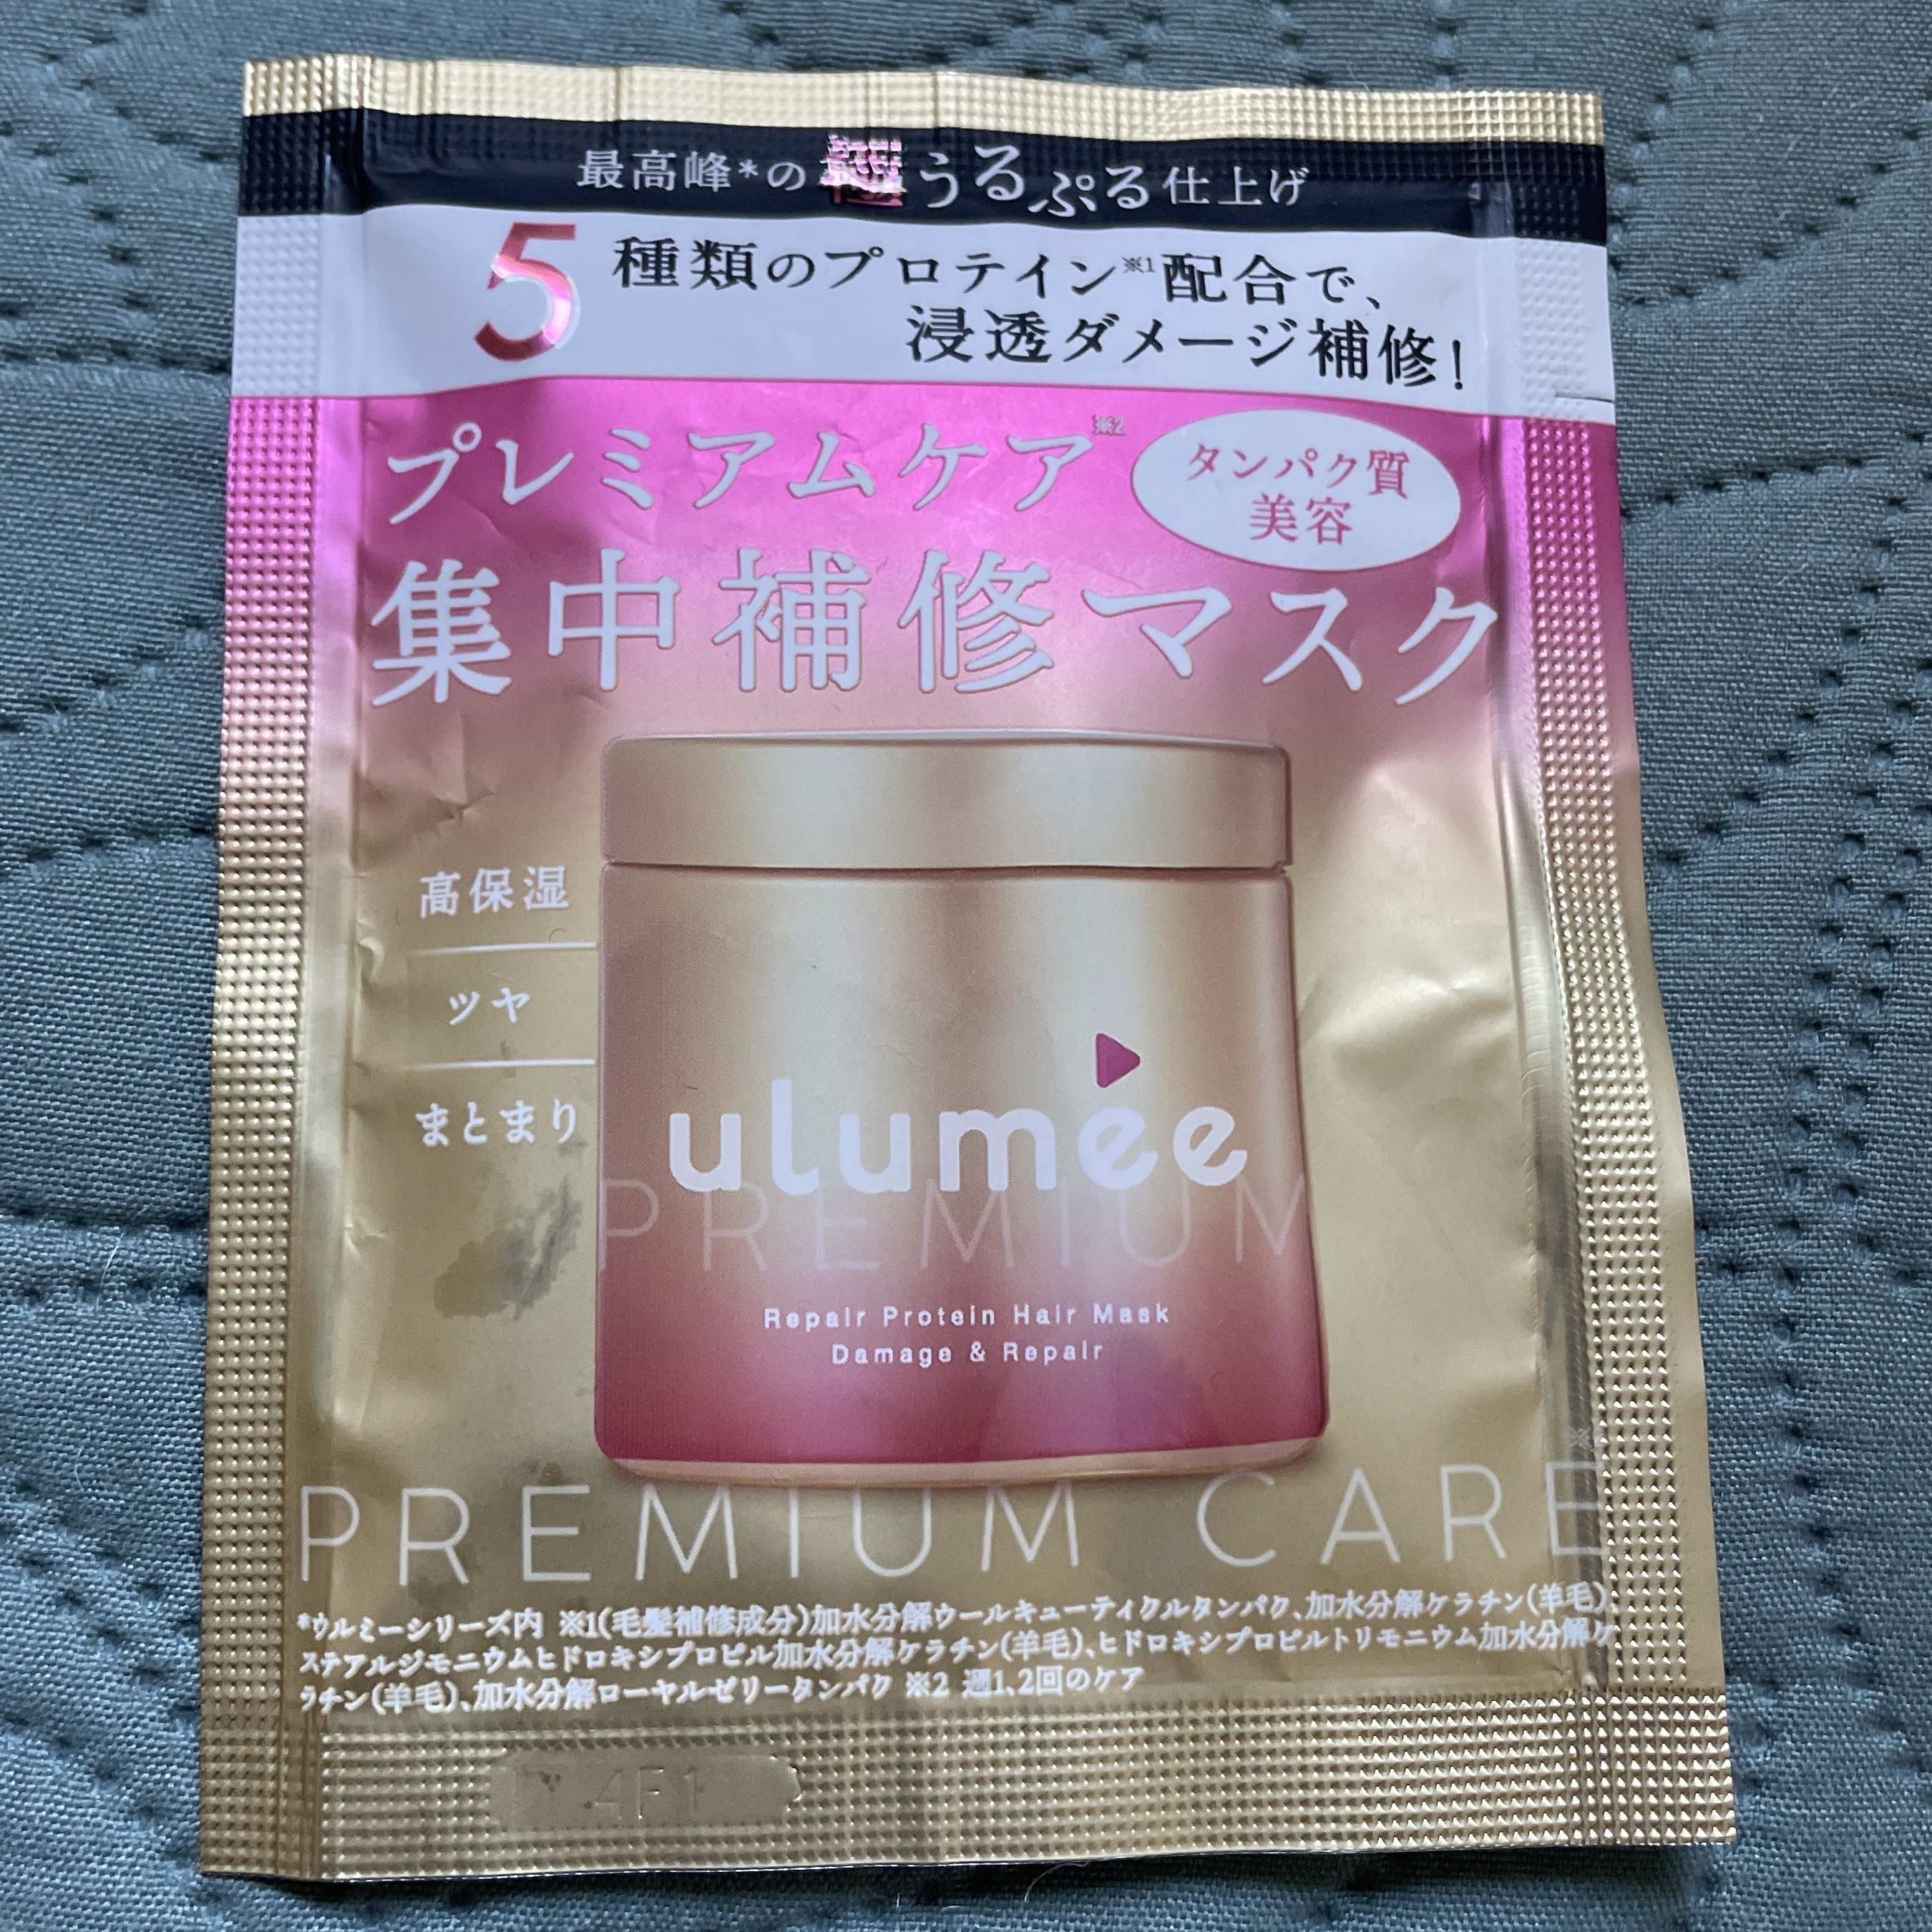 最高峰*の極うるぷる仕上げ
5種類のプロテイン※1配合で、
浸透ダメージ補修!
プレミアムケア※2
タンパク質
美容
集中補修マスク
高保湿
ツヤ
まとまり
ulumee
PREMIUM
Repair Protein Hair Mask
Damage & Repair
PREMIUM CARE
*ウルミーシリーズ内 ※1(毛髪補修成分)加水分解ウールキューティクルタンパク、加水分解ケラチン(羊毛)、
ステアルジモニウムヒドロキシプロピル加水分解ケラチン(羊毛)、ヒドロキシプロピルトリモニウム加水分解ケ
ラチン(羊毛)、加水分解ローヤルゼリータンパク ※2 週1、2回のケア
4F1